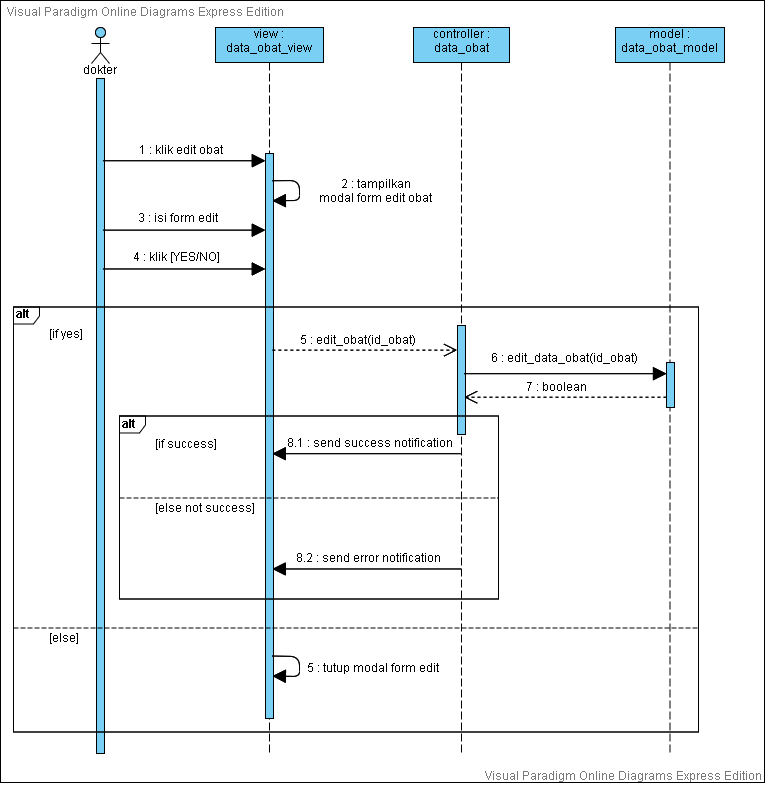 Visual Paradigm Online Diagrams Express Edition
dokter
view :
data_obat_view
controller :
data_obat
model :
data_obat_model
1 : klik edit obat
2 : tampilkan
modal form edit obat
3 : isi form edit
4 : klik [YES/NO]
alt
[if yes]
5 : edit_obat(id_obat)
6 : edit_data_obat(id_obat)
7 : boolean
alt
[if success]
8.1 : send success notification
[else not success]
8.2 : send error notification
[else]
5 : tutup modal form edit
Visual Paradigm Online Diagrams Express Edition